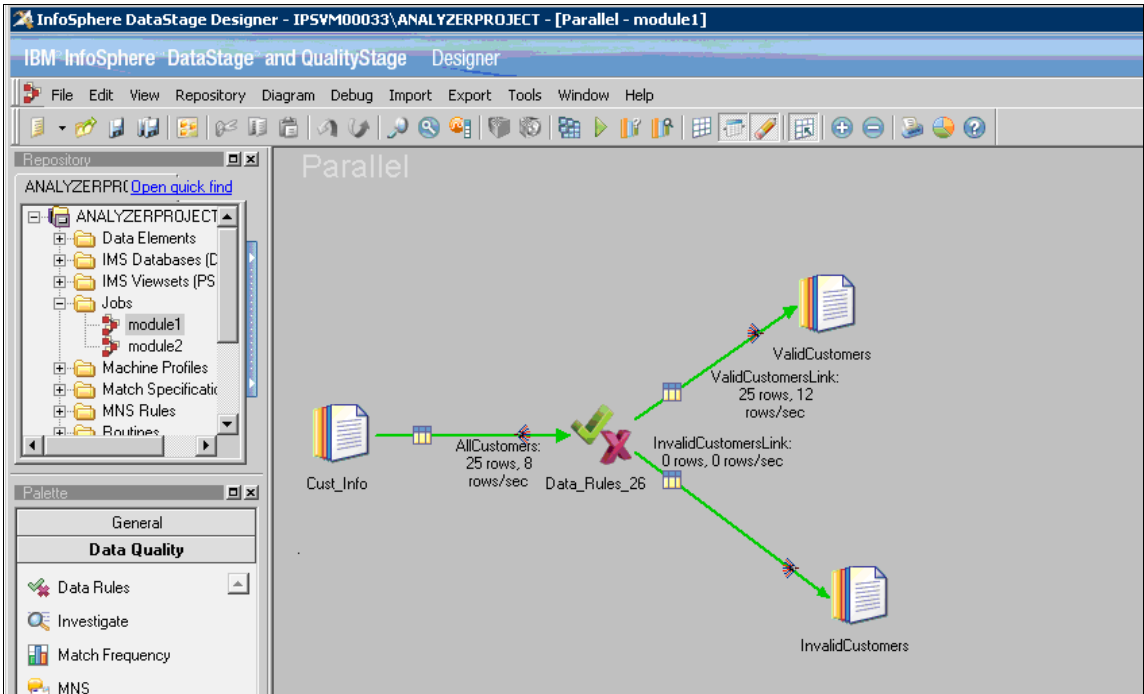 InfoSphere DataStage Designer - IPSVM00033\ANALYZERPROJECT - [Parallel - module1]
IBM InfoSphere DataStage and QualityStage Designer
File Edit View Repository Diagram Debug Import Export Tools Window Help
Repository
ANALYZERPR( Open quick find
ANALYZERPROJECT
Data Elements
IMS Databases (D
IMS Viewsets (PS
Jobs
module1
module2
Machine Profiles
Match Specificatic
MNS Rules
Routines
Palette
General
Data Quality
Data Rules
Investigate
Match Frequency
MNS
Parallel
Cust_Info
AllCustomers:
25 rows, 8
rows/sec
Data_Rules_26
ValidCustomers
ValidCustomersLink:
25 rows, 12
rows/sec
InvalidCustomersLink:
0 rows, 0 rows/sec
InvalidCustomers